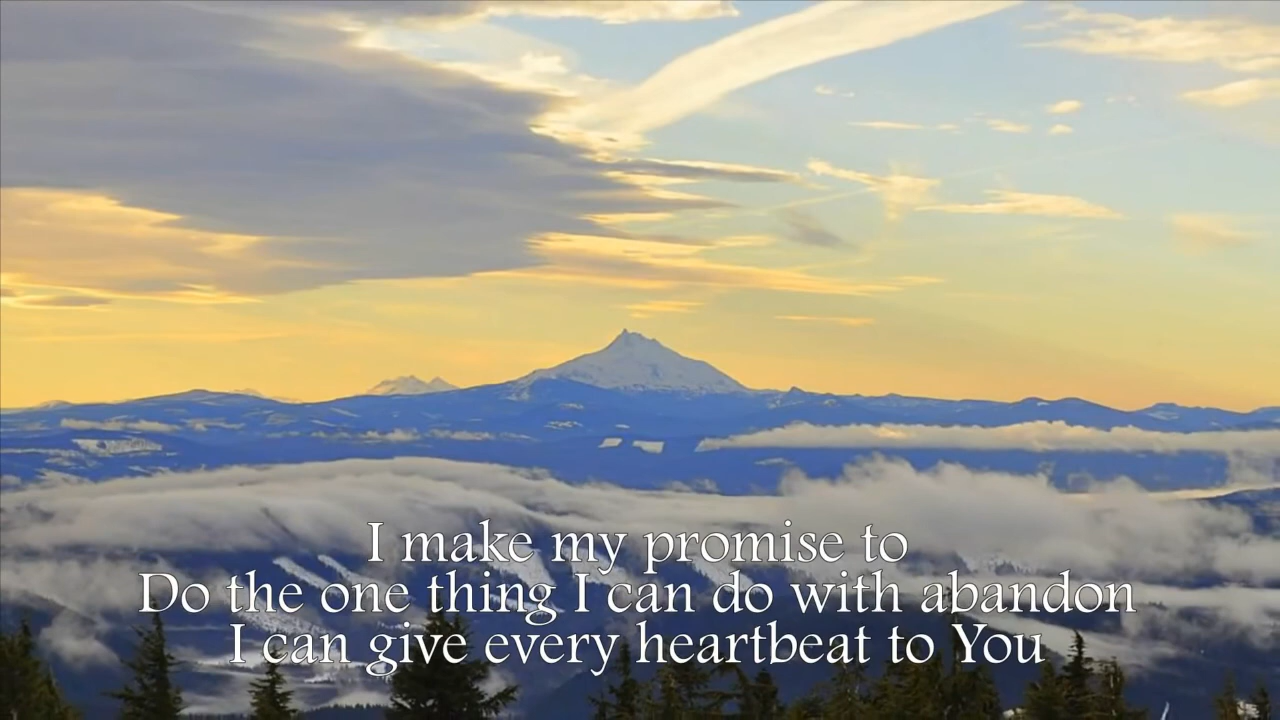 I make my promise to
Do the one thing I can do with abandon
I can give every heartbeat to You